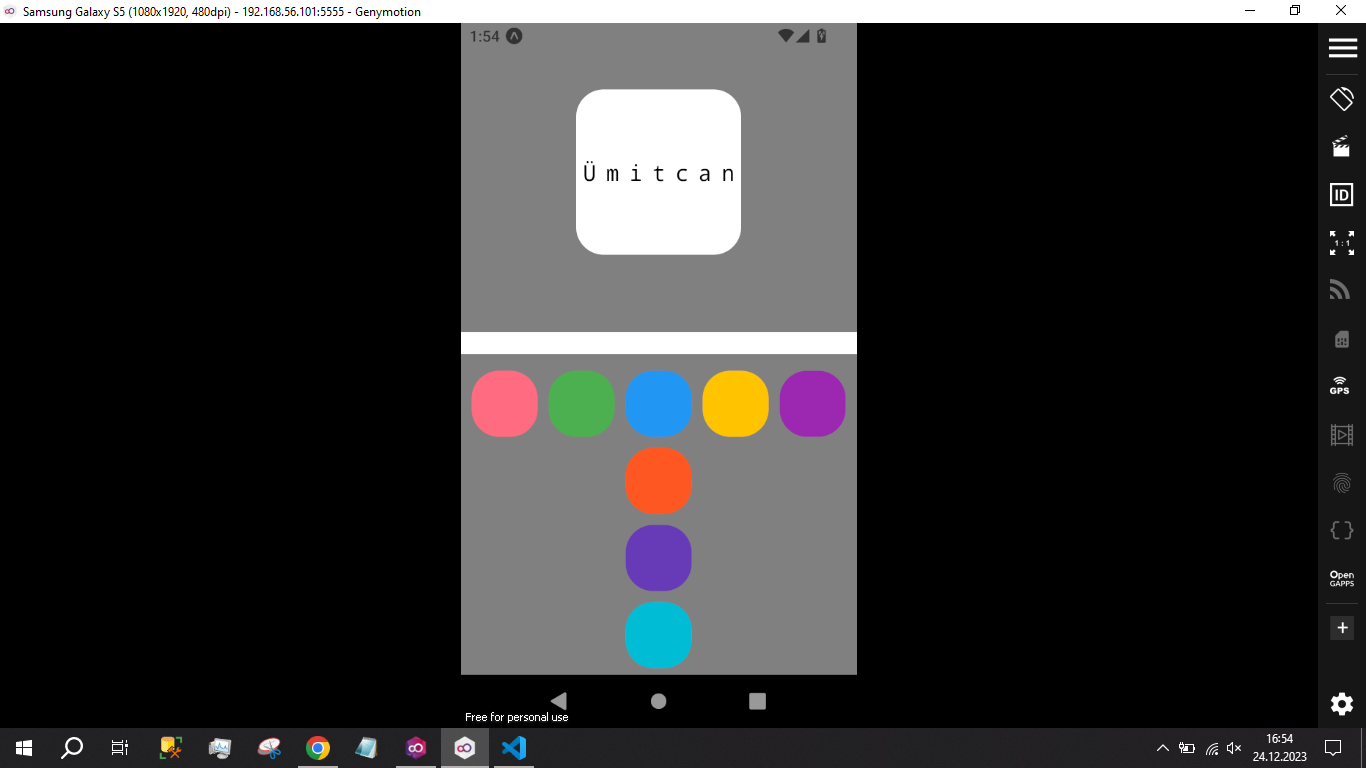 Samsung Galaxy S5 (1080x1920, 480dpi) - 192.168.56.101:5555 - Genymotion
1:54
Ü m i t c a n
ID
1 : 1
GPS
Open
GAPPS
Free for personal use
16:54
24.12.2023